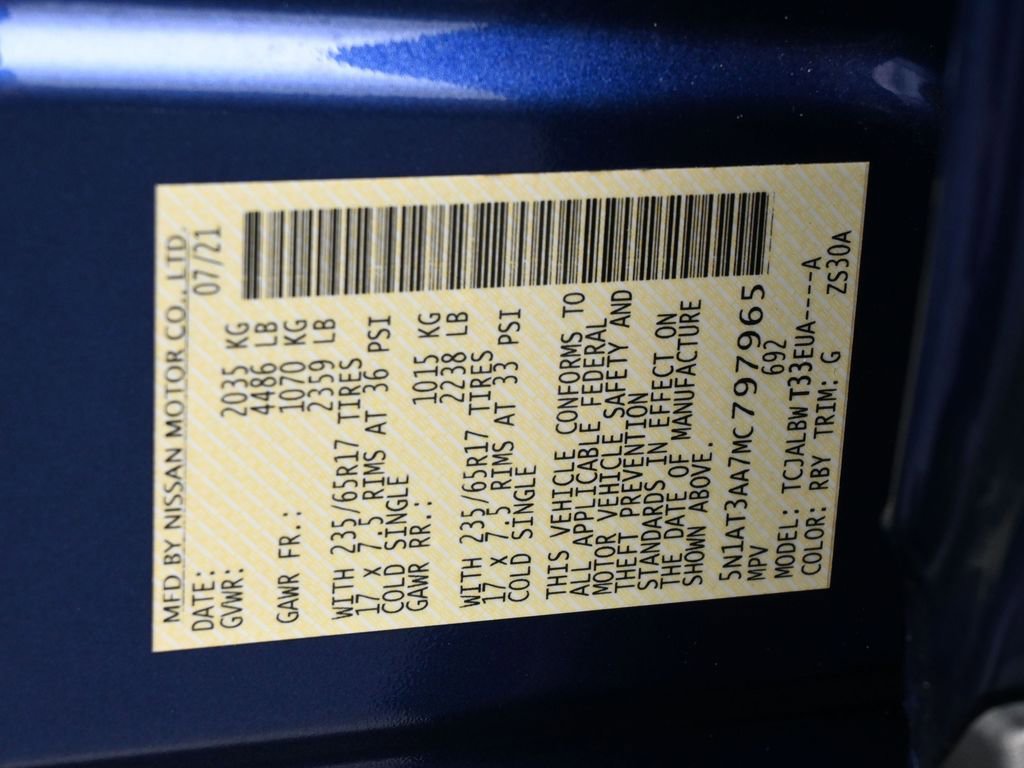 MFD BY NISSAN MOTOR CO., LTD.
DATE: 07/21
GVWR: 2035 KG
4486 LB
GAWR FR.: 1070 KG
2359 LB
WITH 235/65R17 TIRES
17 X 7.5 RIMS AT 36 PSI
COLD SINGLE
GAWR RR.: 1015 KG
2238 LB
WITH 235/65R17 TIRES
17 X 7.5 RIMS AT 33 PSI
COLD SINGLE
THIS VEHICLE CONFORMS TO
ALL APPLICABLE FEDERAL
MOTOR VEHICLE SAFETY AND
THEFT PREVENTION
STANDARDS IN EFFECT ON
THE DATE OF MANUFACTURE
SHOWN ABOVE.
5N1AT3AA7MC797965
MPV 692
MODEL: TCJALBW T33EUA----A
COLOR: RBY TRIM: G ZS30A